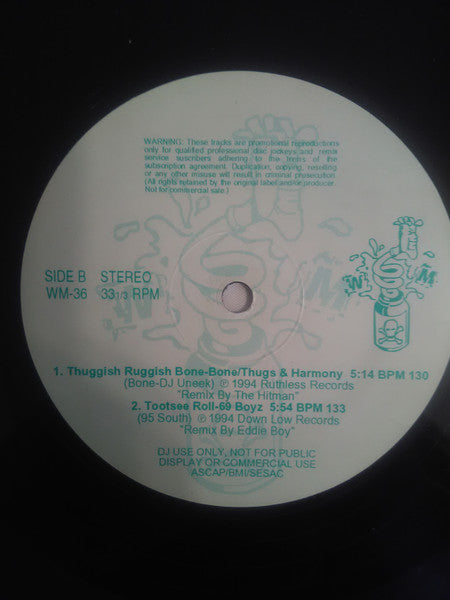 WARNING: These tracks are promotional reproductions
only for qualified professional disc jockeys and remix
service suscribers adhering to the terms of the
subscription agreement. Duplication, copying, reselling
or any other misuse will result in criminal prosecution.
(All rights retained by the original label and/or producer.
Not for commercial sale.)
SIDE B STEREO
WM-36 33 1/3 RPM
W M
1. Thuggish Ruggish Bone-Bone/Thugs & Harmony 5:14 BPM 130
(Bone-DJ Uneek) ℗ 1994 Ruthless Records
"Remix By The Hitman"
2. Tootsee Roll-69 Boyz 5:54 BPM 133
(95 South) ℗ 1994 Down Low Records
"Remix By Eddie Boy"
DJ USE ONLY, NOT FOR PUBLIC
DISPLAY OR COMMERCIAL USE
ASCAP/BMI/SESAC